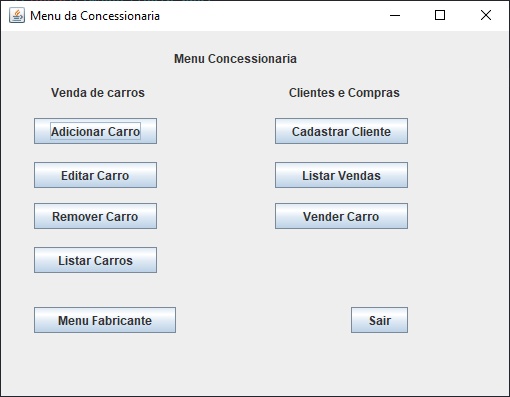 Menu da Concessionaria
Menu Concessionaria
Venda de carros
Clientes e Compras
Adicionar Carro
Cadastrar Cliente
Editar Carro
Listar Vendas
Remover Carro
Vender Carro
Listar Carros
Menu Fabricante
Sair